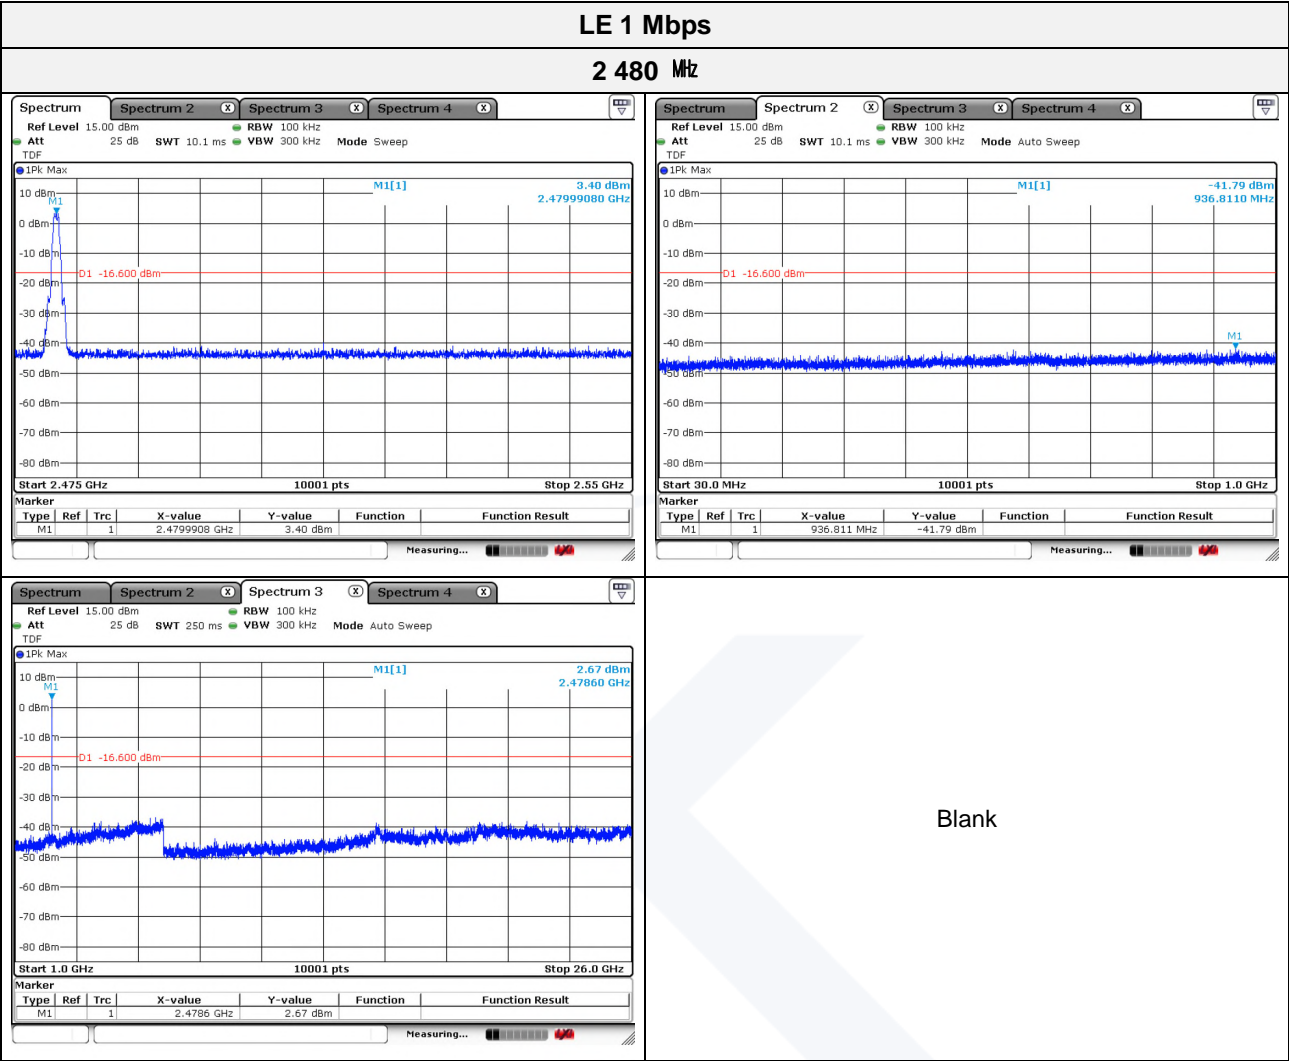 LE 1 Mbps
2 480 MHz
Spectrum Spectrum 2 X Spectrum 3 X Spectrum 4 X
Ref Level 15.00 dBm RBW 100 kHz
Att 25 dB SWT 10.1 ms VBW 300 kHz Mode Sweep
TDF
1Pk Max
M1[1] 3.40 dBm
2.47999080 GHz
10 dBm
M1
0 dBm
-10 dBm
D1 -16.600 dBm
-20 dBm
-30 dBm
-40 dBm
-50 dBm
-60 dBm
-70 dBm
-80 dBm
Start 2.475 GHz 10001 pts Stop 2.55 GHz
Marker
Type Ref Trc X-value Y-value Function Function Result
M1 1 2.4799908 GHz 3.40 dBm
Measuring...
Spectrum Spectrum 2 X Spectrum 3 X Spectrum 4 X
Ref Level 15.00 dBm RBW 100 kHz
Att 25 dB SWT 10.1 ms VBW 300 kHz Mode Auto Sweep
TDF
1Pk Max
M1[1] -41.79 dBm
936.8110 MHz
10 dBm
0 dBm
-10 dBm
D1 -16.600 dBm
-20 dBm
-30 dBm
-40 dBm
M1
-50 dBm
-60 dBm
-70 dBm
-80 dBm
Start 30.0 MHz 10001 pts Stop 1.0 GHz
Marker
Type Ref Trc X-value Y-value Function Function Result
M1 1 936.811 MHz -41.79 dBm
Measuring...
Spectrum Spectrum 2 X Spectrum 3 X Spectrum 4 X
Ref Level 15.00 dBm RBW 100 kHz
Att 25 dB SWT 250 ms VBW 300 kHz Mode Auto Sweep
TDF
1Pk Max
M1[1] 2.67 dBm
2.47860 GHz
10 dBm
M1
0 dBm
-10 dBm
D1 -16.600 dBm
-20 dBm
-30 dBm
-40 dBm
-50 dBm
-60 dBm
-70 dBm
-80 dBm
Start 1.0 GHz 10001 pts Stop 26.0 GHz
Marker
Type Ref Trc X-value Y-value Function Function Result
M1 1 2.4786 GHz 2.67 dBm
Measuring...
Blank